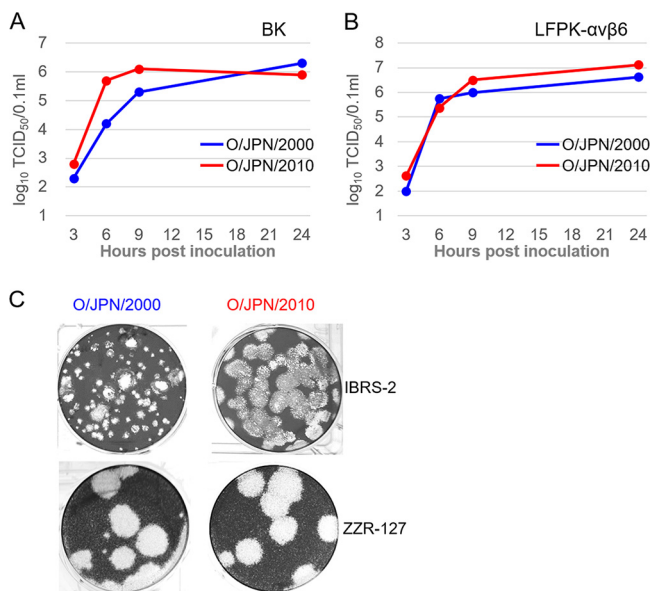 A
BK
7
6
5
4
3
2
1
log10 TCID50/0.1ml
O/JPN/2000
O/JPN/2010
3 6 9 12 15 18 21 24
Hours post inoculation
B
LFPK-αvβ6
8
7
6
5
4
3
2
1
log10 TCID50/0.1ml
O/JPN/2000
O/JPN/2010
3 6 9 12 15 18 21 24
Hours post inoculation
C
O/JPN/2000 O/JPN/2010
IBRS-2
ZZR-127